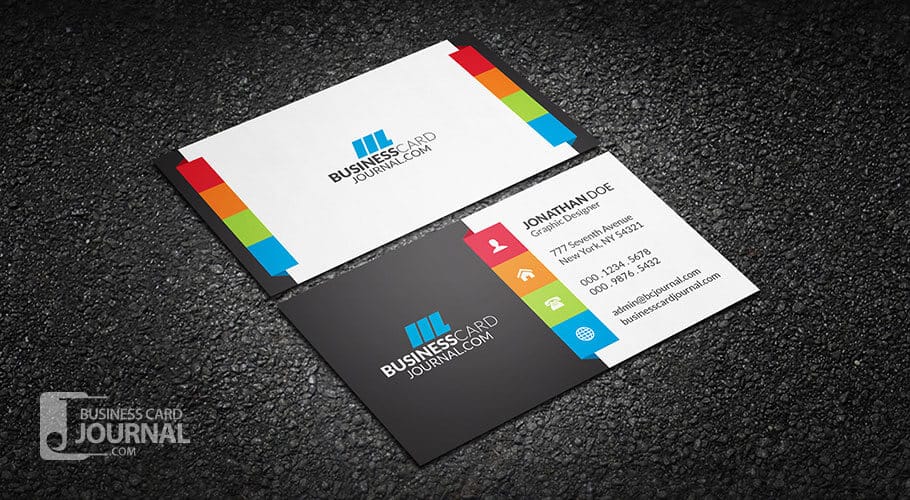 BUSINESSCARD
JOURNAL.COM
JONATHAN DOE
Graphic Designer
777 Seventh Avenue
New York, NY 54321
000 . 1234 . 5678
000 . 9876 . 5432
admin@bcjournal.com
businesscardjournal.com
BUSINESSCARD
JOURNAL.COM
BUSINESS CARD
JOURNAL
.COM